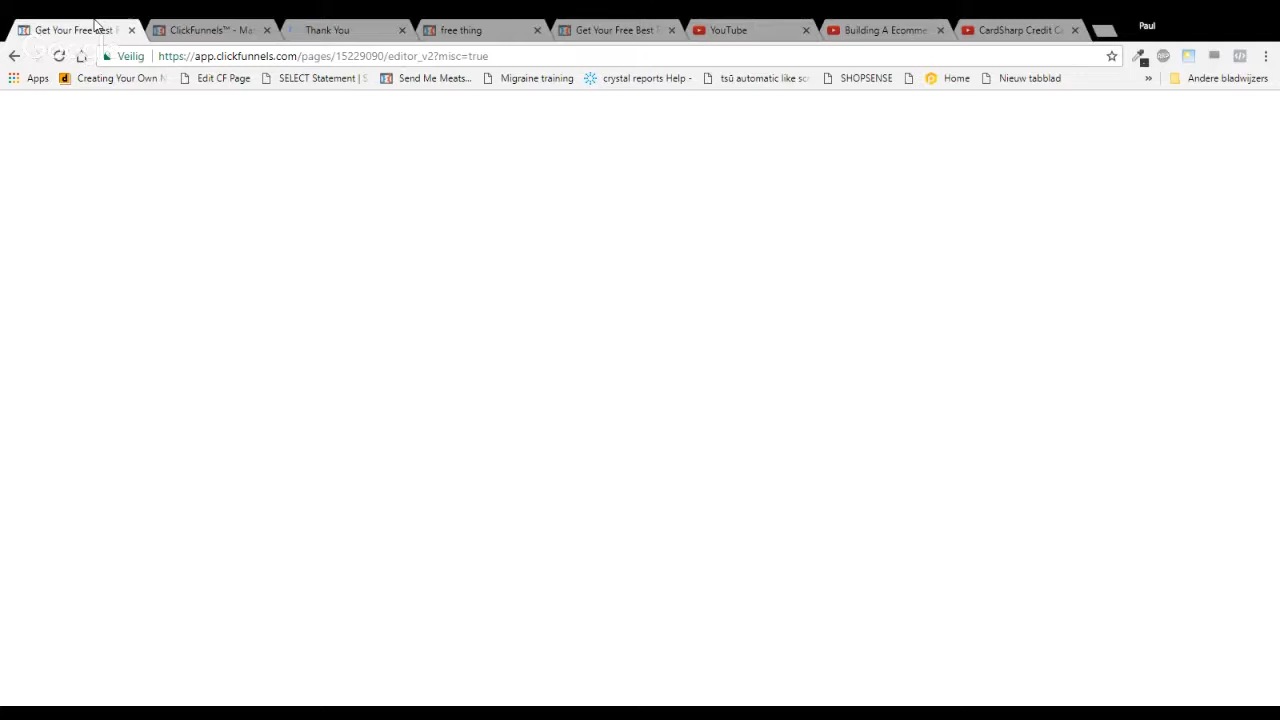 Get Your Free Best F ClickFunnels™ - Ma Thank You free thing Get Your Free Best F YouTube Building A Ecomme CardSharp Credit C Paul
Veilig https://app.clickfunnels.com/pages/15229090/editor_v2?misc=true
Apps Creating Your Own N Edit CF Page SELECT Statement | S Send Me Meats... Migraine training crystal reports Help - tsū automatic like sc SHOPSENSE Home Nieuw tabblad » Andere bladwijzers